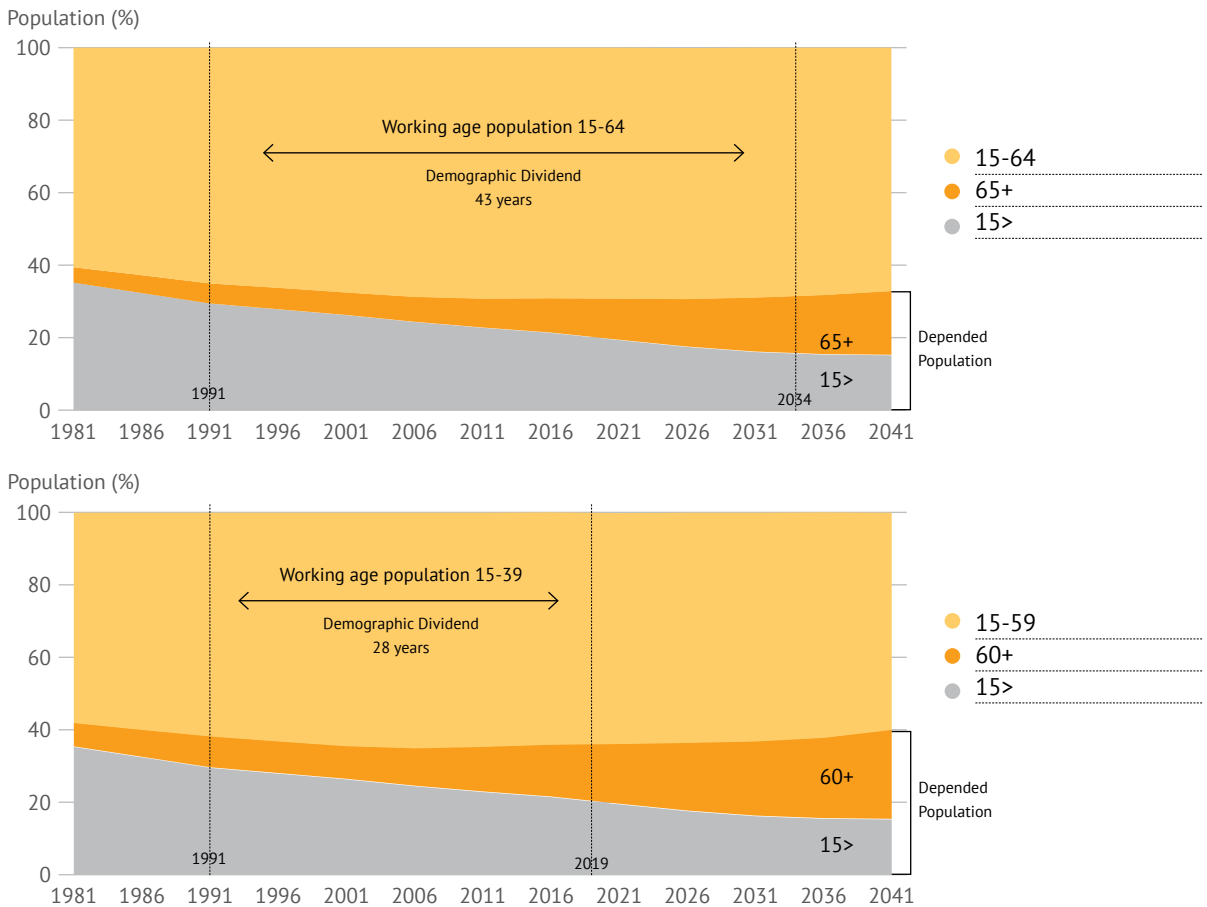 Population (%)
100
80
60
40
20
0
Working age population 15-64
Demographic Dividend
43 years
65+
15>
1991
2034
1981 1986 1991 1996 2001 2006 2011 2016 2021 2026 2031 2036 2041
Depended
Population
15-64
65+
15>
Population (%)
100
80
60
40
20
0
Working age population 15-39
Demographic Dividend
28 years
60+
15>
1991
2019
1981 1986 1991 1996 2001 2006 2011 2016 2021 2026 2031 2036 2041
Depended
Population
15-59
60+
15>